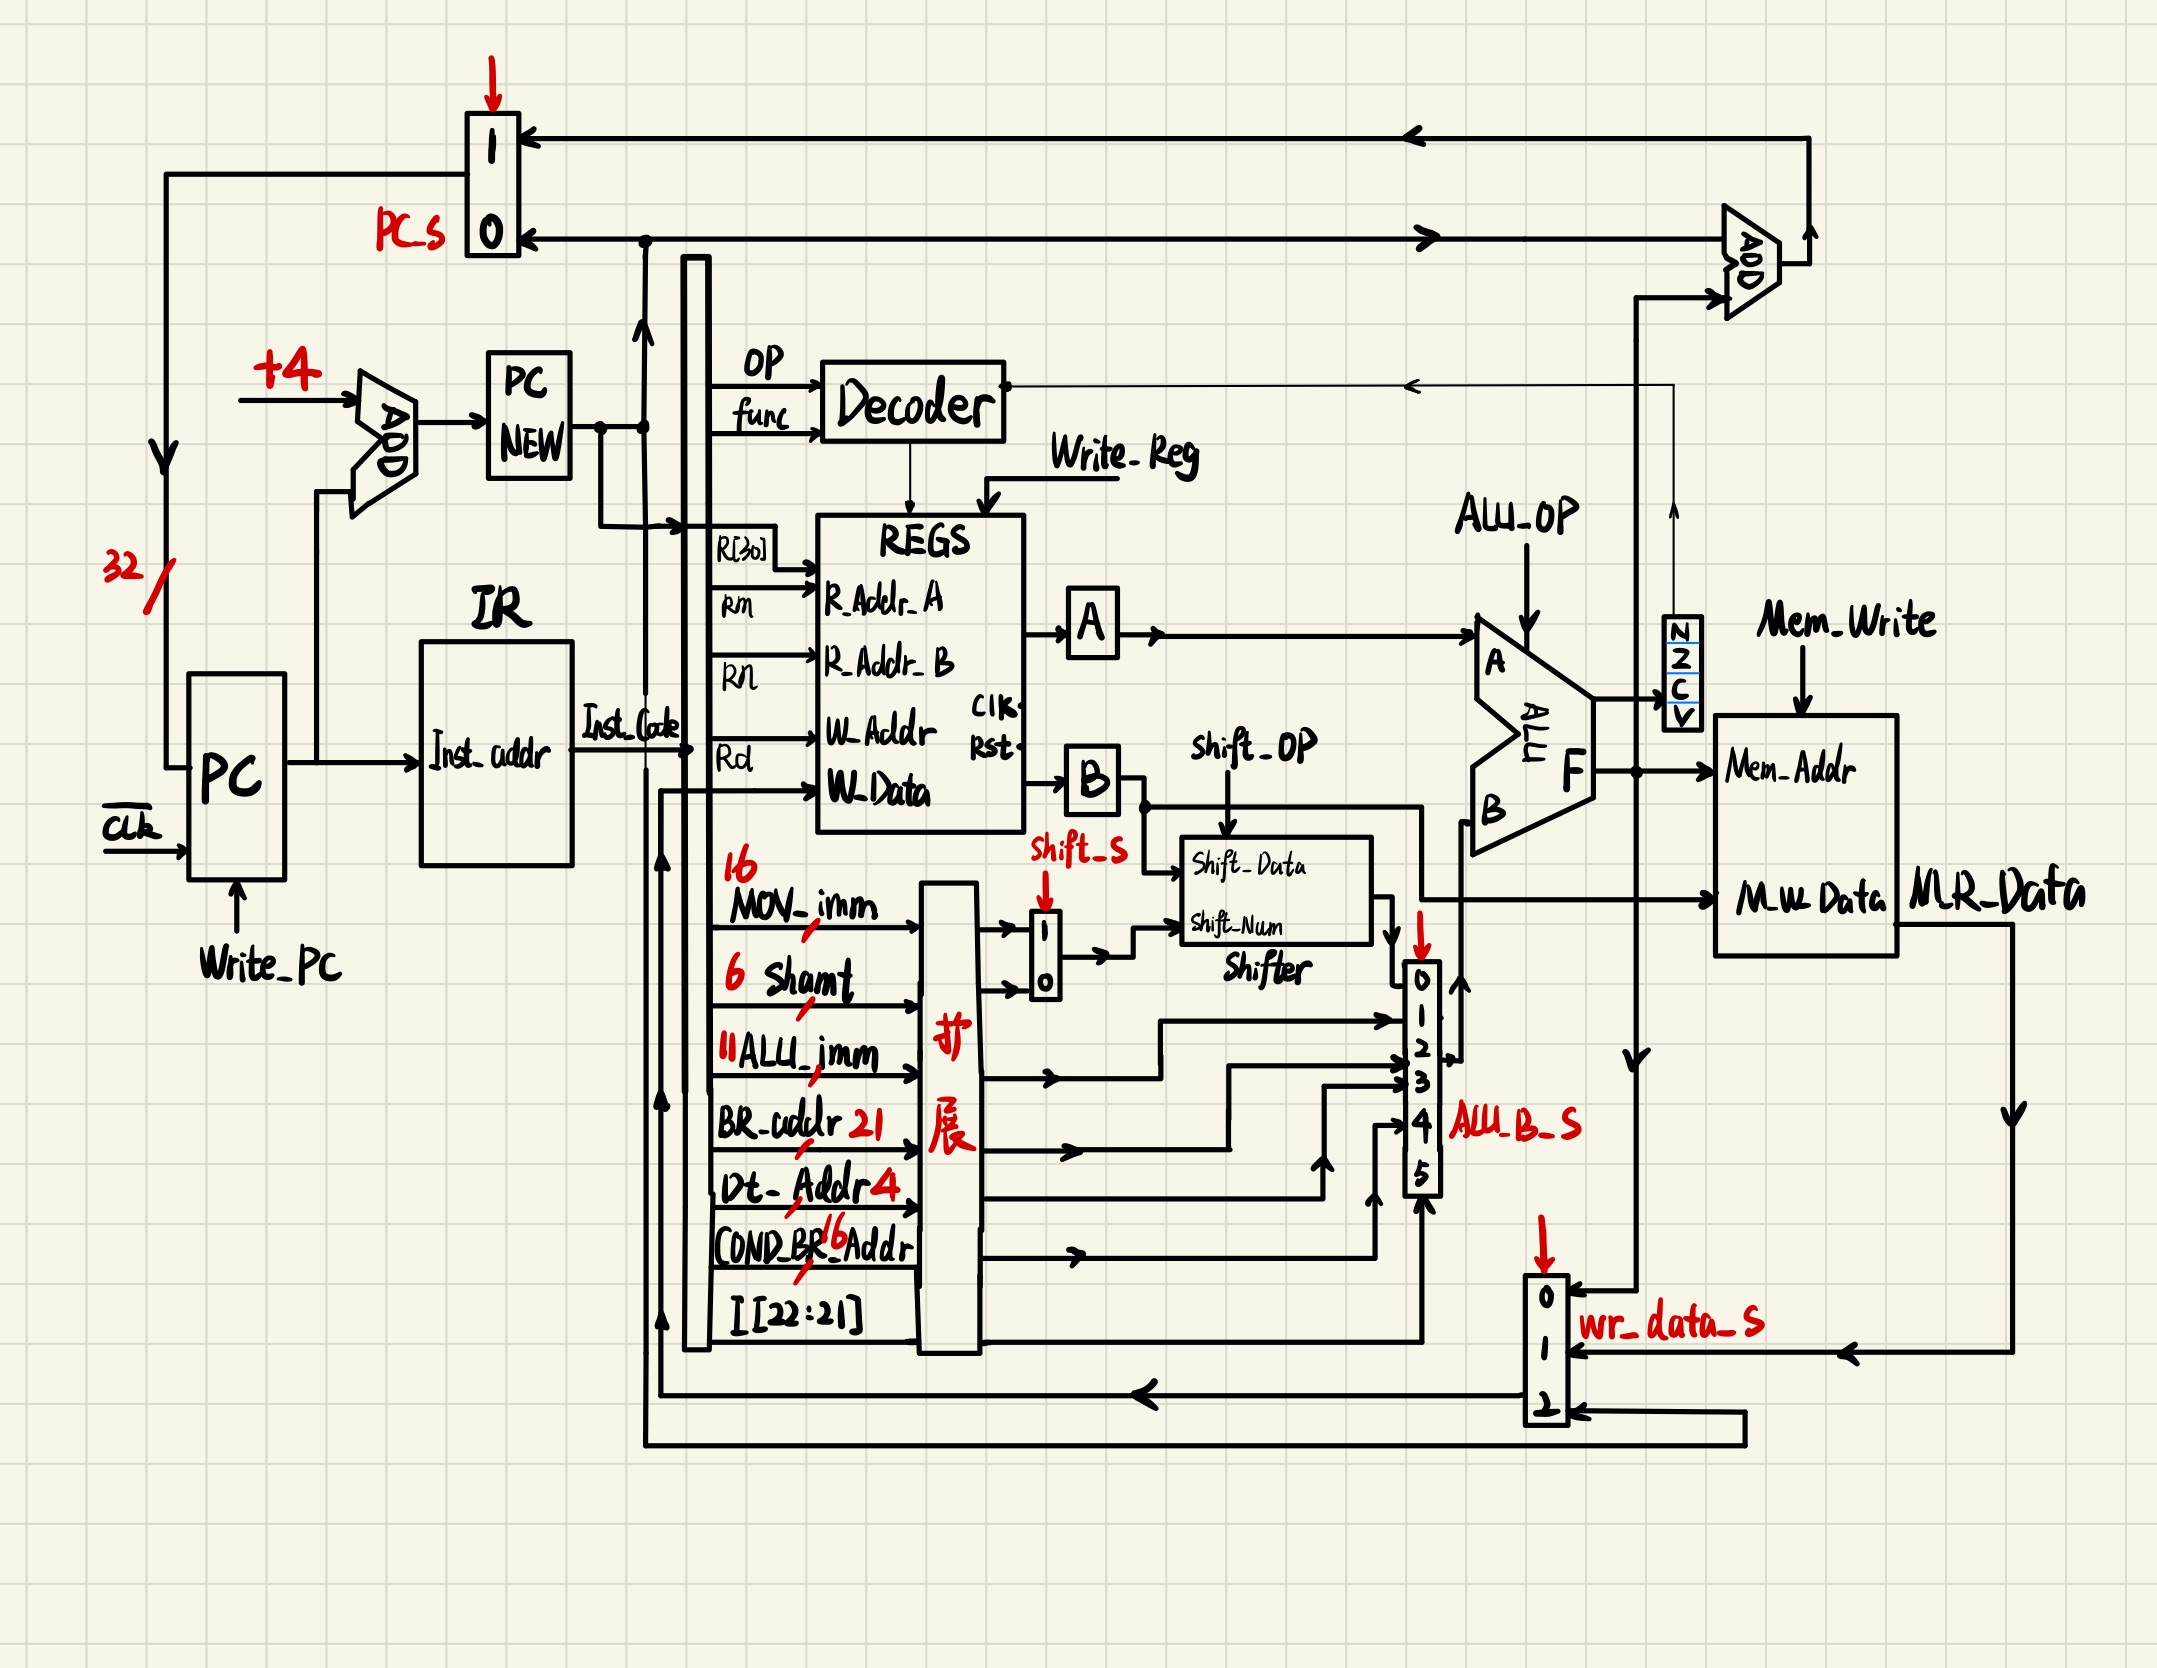 1
0
PC_s
+4
ADD
PC
NEW
ADD
OP
func
Decoder
Write_Reg
R[30]
Rm
Rn
Rd
REGS
R_Addr_A
R_Addr_B
W_Addr
W_Data
Clk
Rst
A
B
ALU_OP
A
B
ALU
F
N
Z
C
V
Mem_Write
Mem_Addr
M_W_Data
M_R_Data
32
IR
Inst_addr
Inst_Code
PC
Clk
Write_PC
shift_OP
shift_s
Shift_Data
Shift_Num
Shifter
1
0
16
MOV_imm
6 Shamt
11 ALU_imm
BR_addr 21
Dt_Addr 4
COND_BR_Addr
16
I[22:21]
扩
展
0
1
2
3
4
5
ALU_B_S
0
1
2
wr_data_s